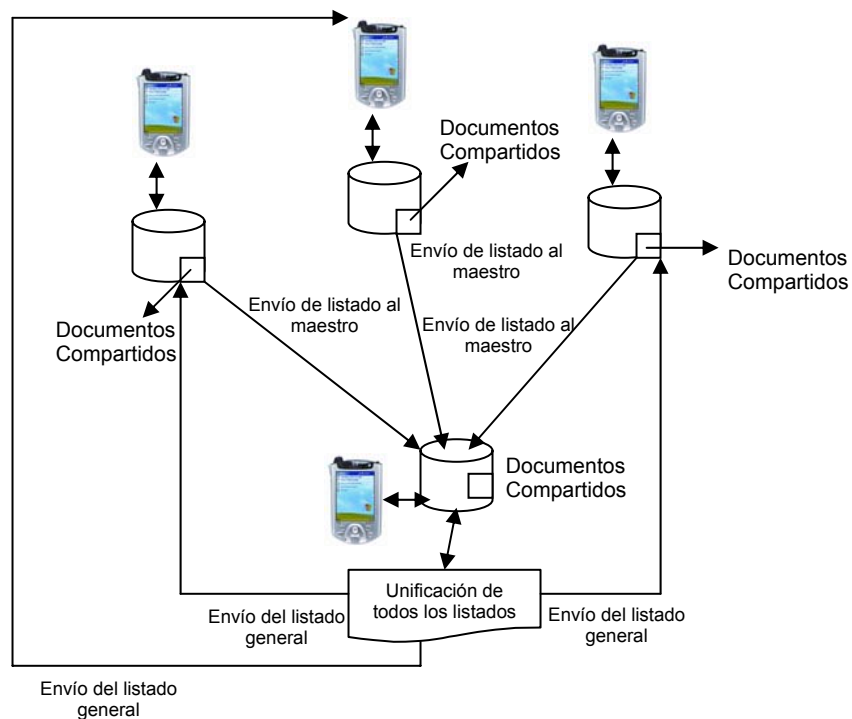 Documentos
Compartidos
Envío de listado al
maestro
Documentos
Compartidos
Envío de listado al
maestro
Documentos
Compartidos
Envío de listado al
maestro
Documentos
Compartidos
Unificación de
todos los listados
Envío del listado
general
Envío del listado
general
Envío del listado
general